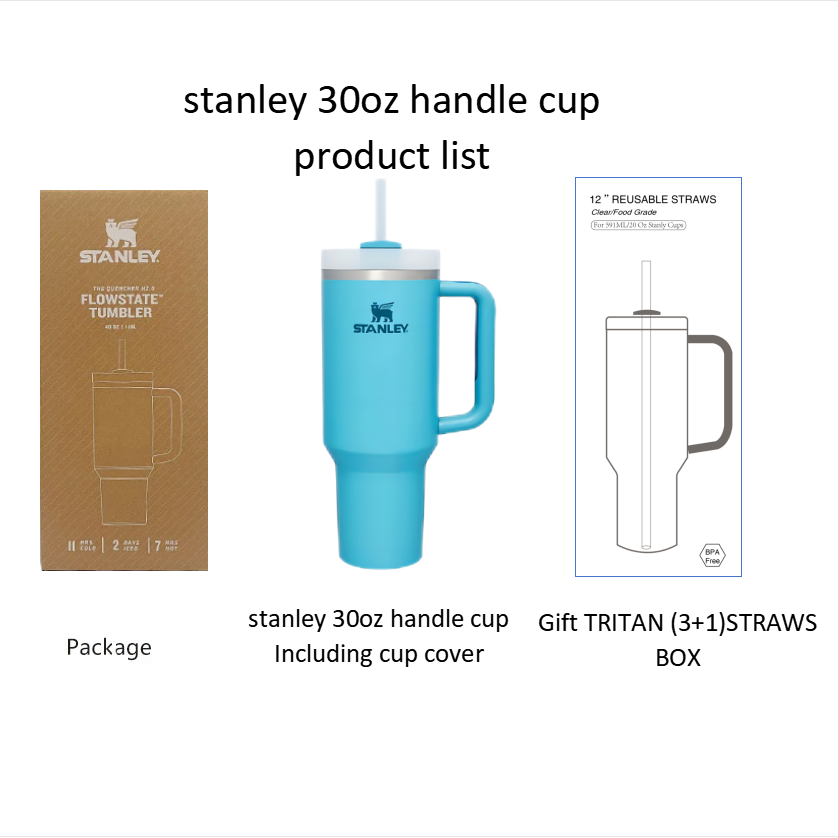 stanley 30oz handle cup
product list
STANLEY.
THE QUENCHER H2.0
FLOWSTATE™
TUMBLER
40 OZ | 1.18L
11 HRS COLD | 2 DAYS ICED | 7 HRS HOT
Package
STANLEY.
stanley 30oz handle cup
Including cup cover
12 " REUSABLE STRAWS
Clear/Food Grade
For 591ML/20 Oz Stanly Cups
BPA
Free
Gift TRITAN (3+1)STRAWS
BOX